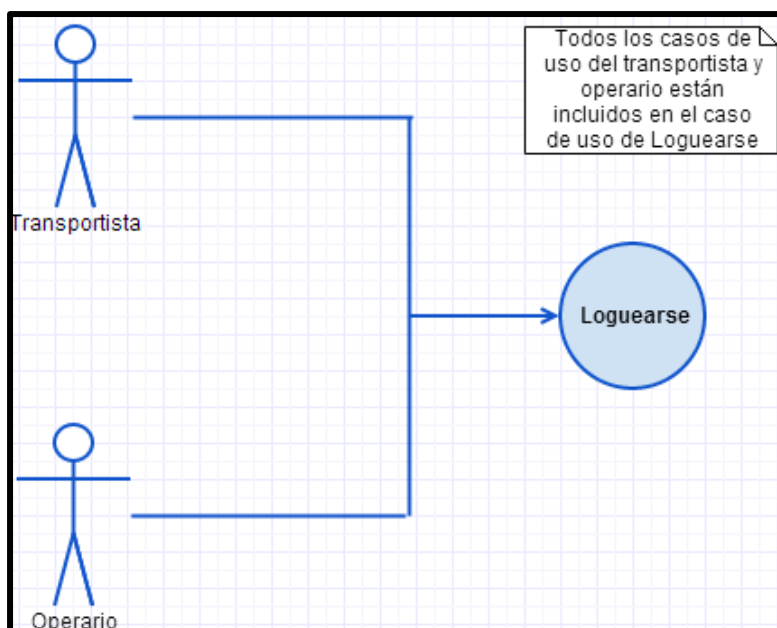 Todos los casos de
uso del transportista y
operario están
incluidos en el caso
de uso de Loguearse
Transportista
Loguearse
Operario